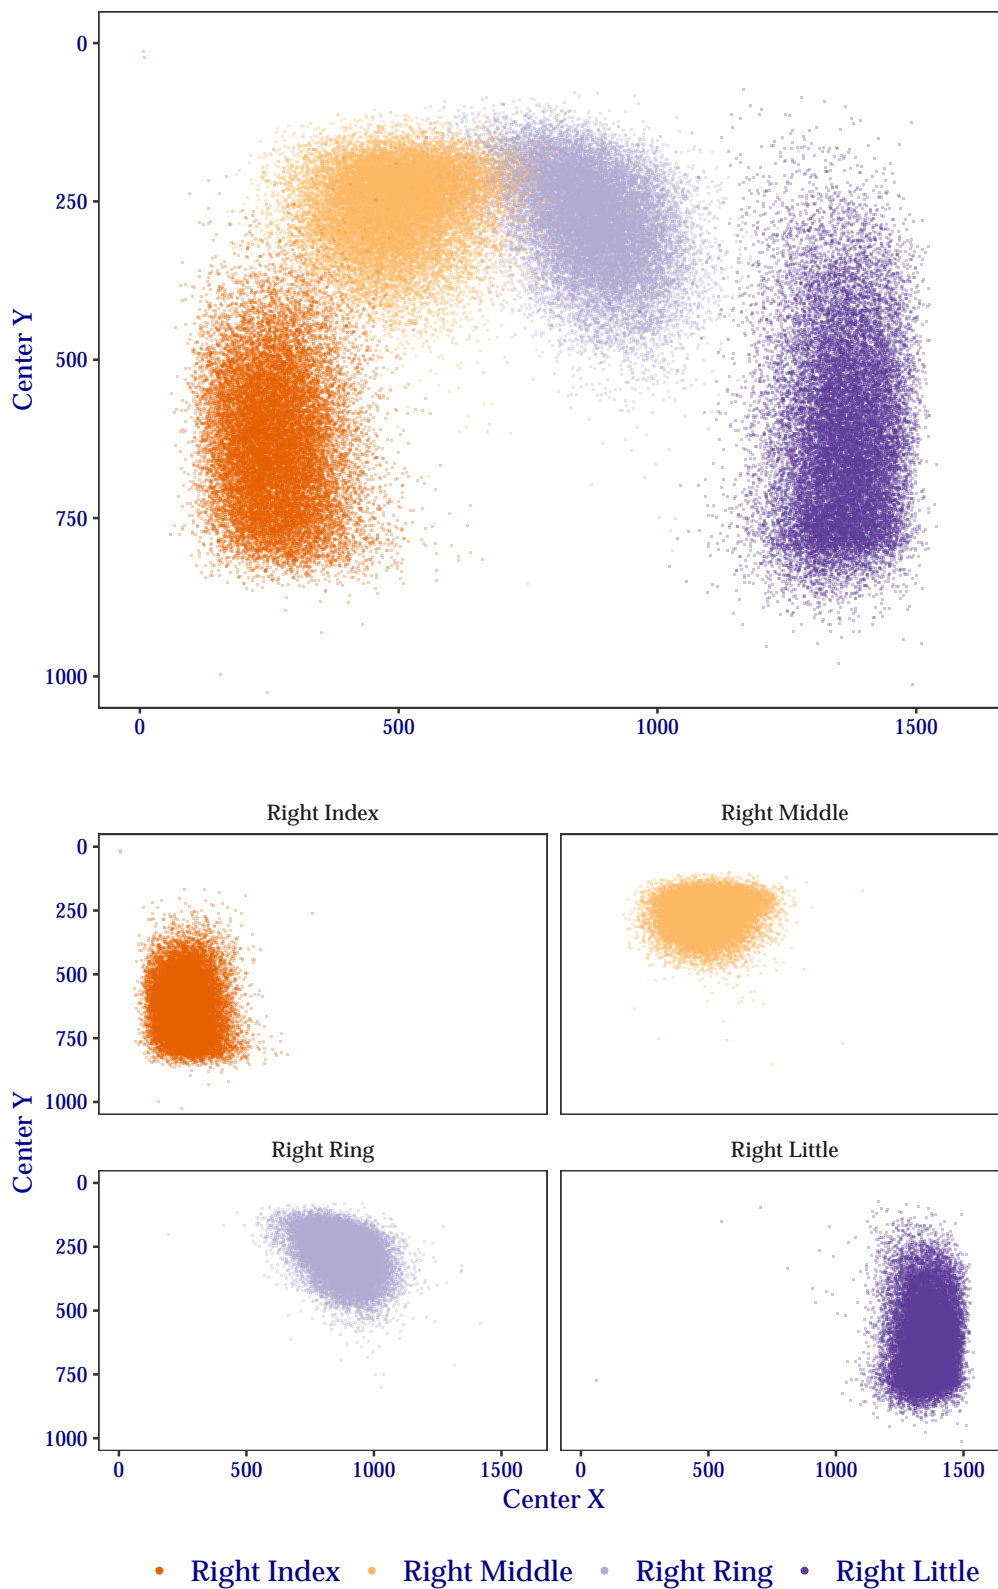 0
250
500
750
1000
Center Y
0 500 1000 1500
Right Index Right Middle
0
250
500
750
1000
Right Ring Right Little
0
250
500
750
1000
Center Y
0 500 1000 1500 0 500 1000 1500
Center X
Right Index Right Middle Right Ring Right Little